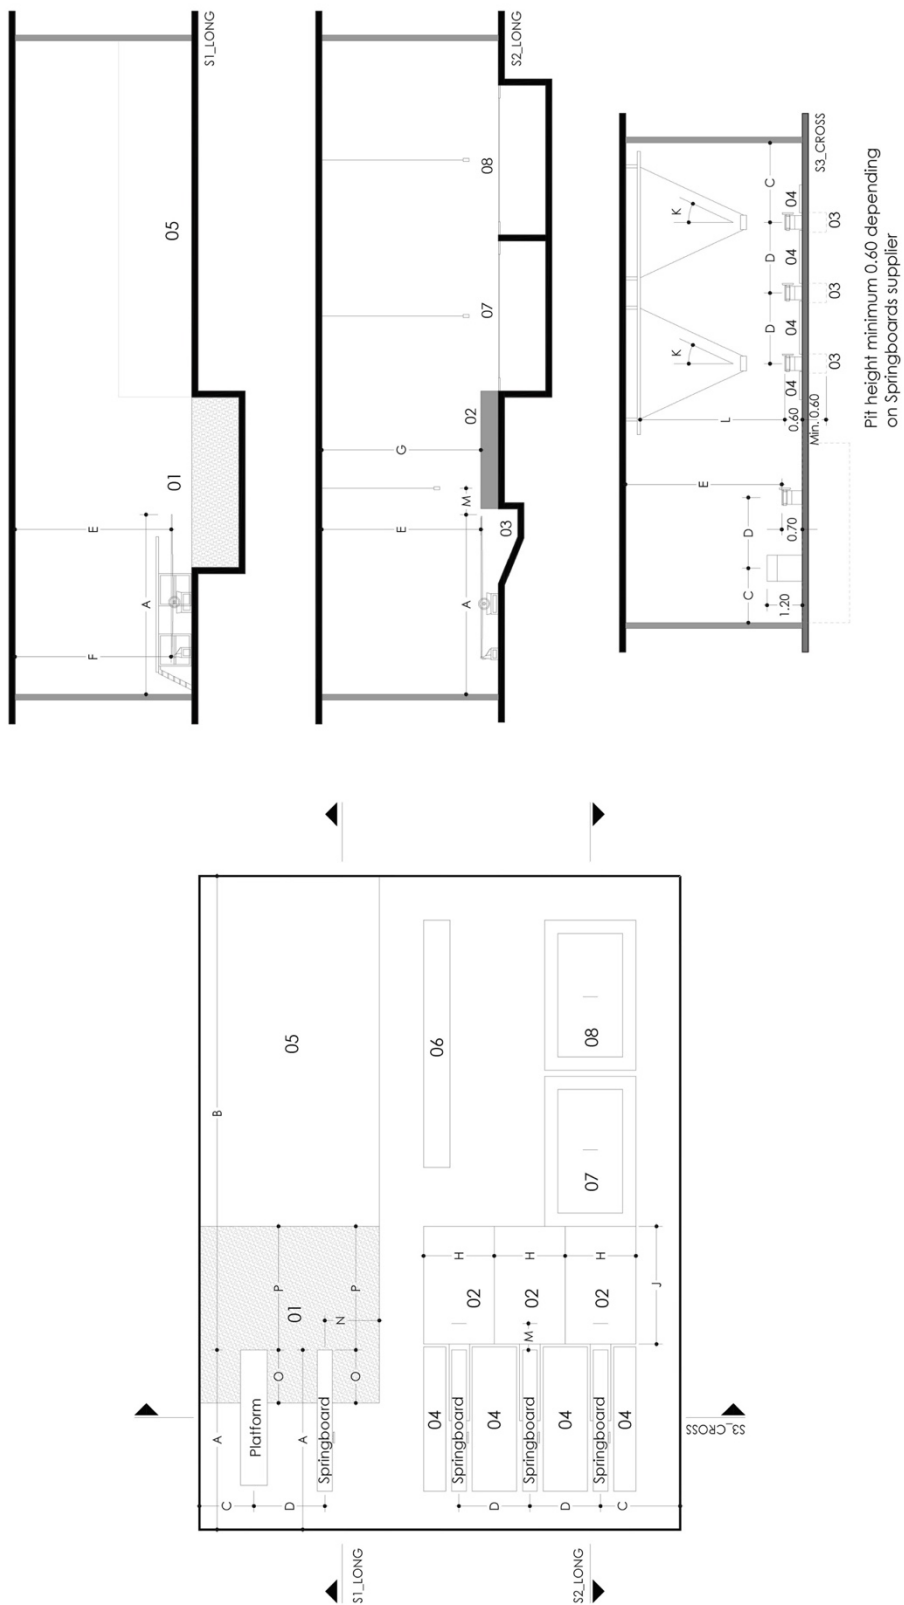 S1_LONG
05
01
E
F
A
S2_LONG
08
07
02
G
M
E
03
A
S3_CROSS
C
K
D
D
K
04
03
04
03
04
03
04
L
0.60
Min. 0.60
E
D
0.70
C
1.20
Pit height minimum 0.60 depending
on Springboards supplier
B
05
06
08
07
P
P
01
N
H
H
H
02
02
02
J
M
O
O
A
A
Platform
Springboard
04
Springboard
04
Springboard
04
Springboard
04
C
D
D
D
C
S3_CROSS
S1_LONG
S2_LONG